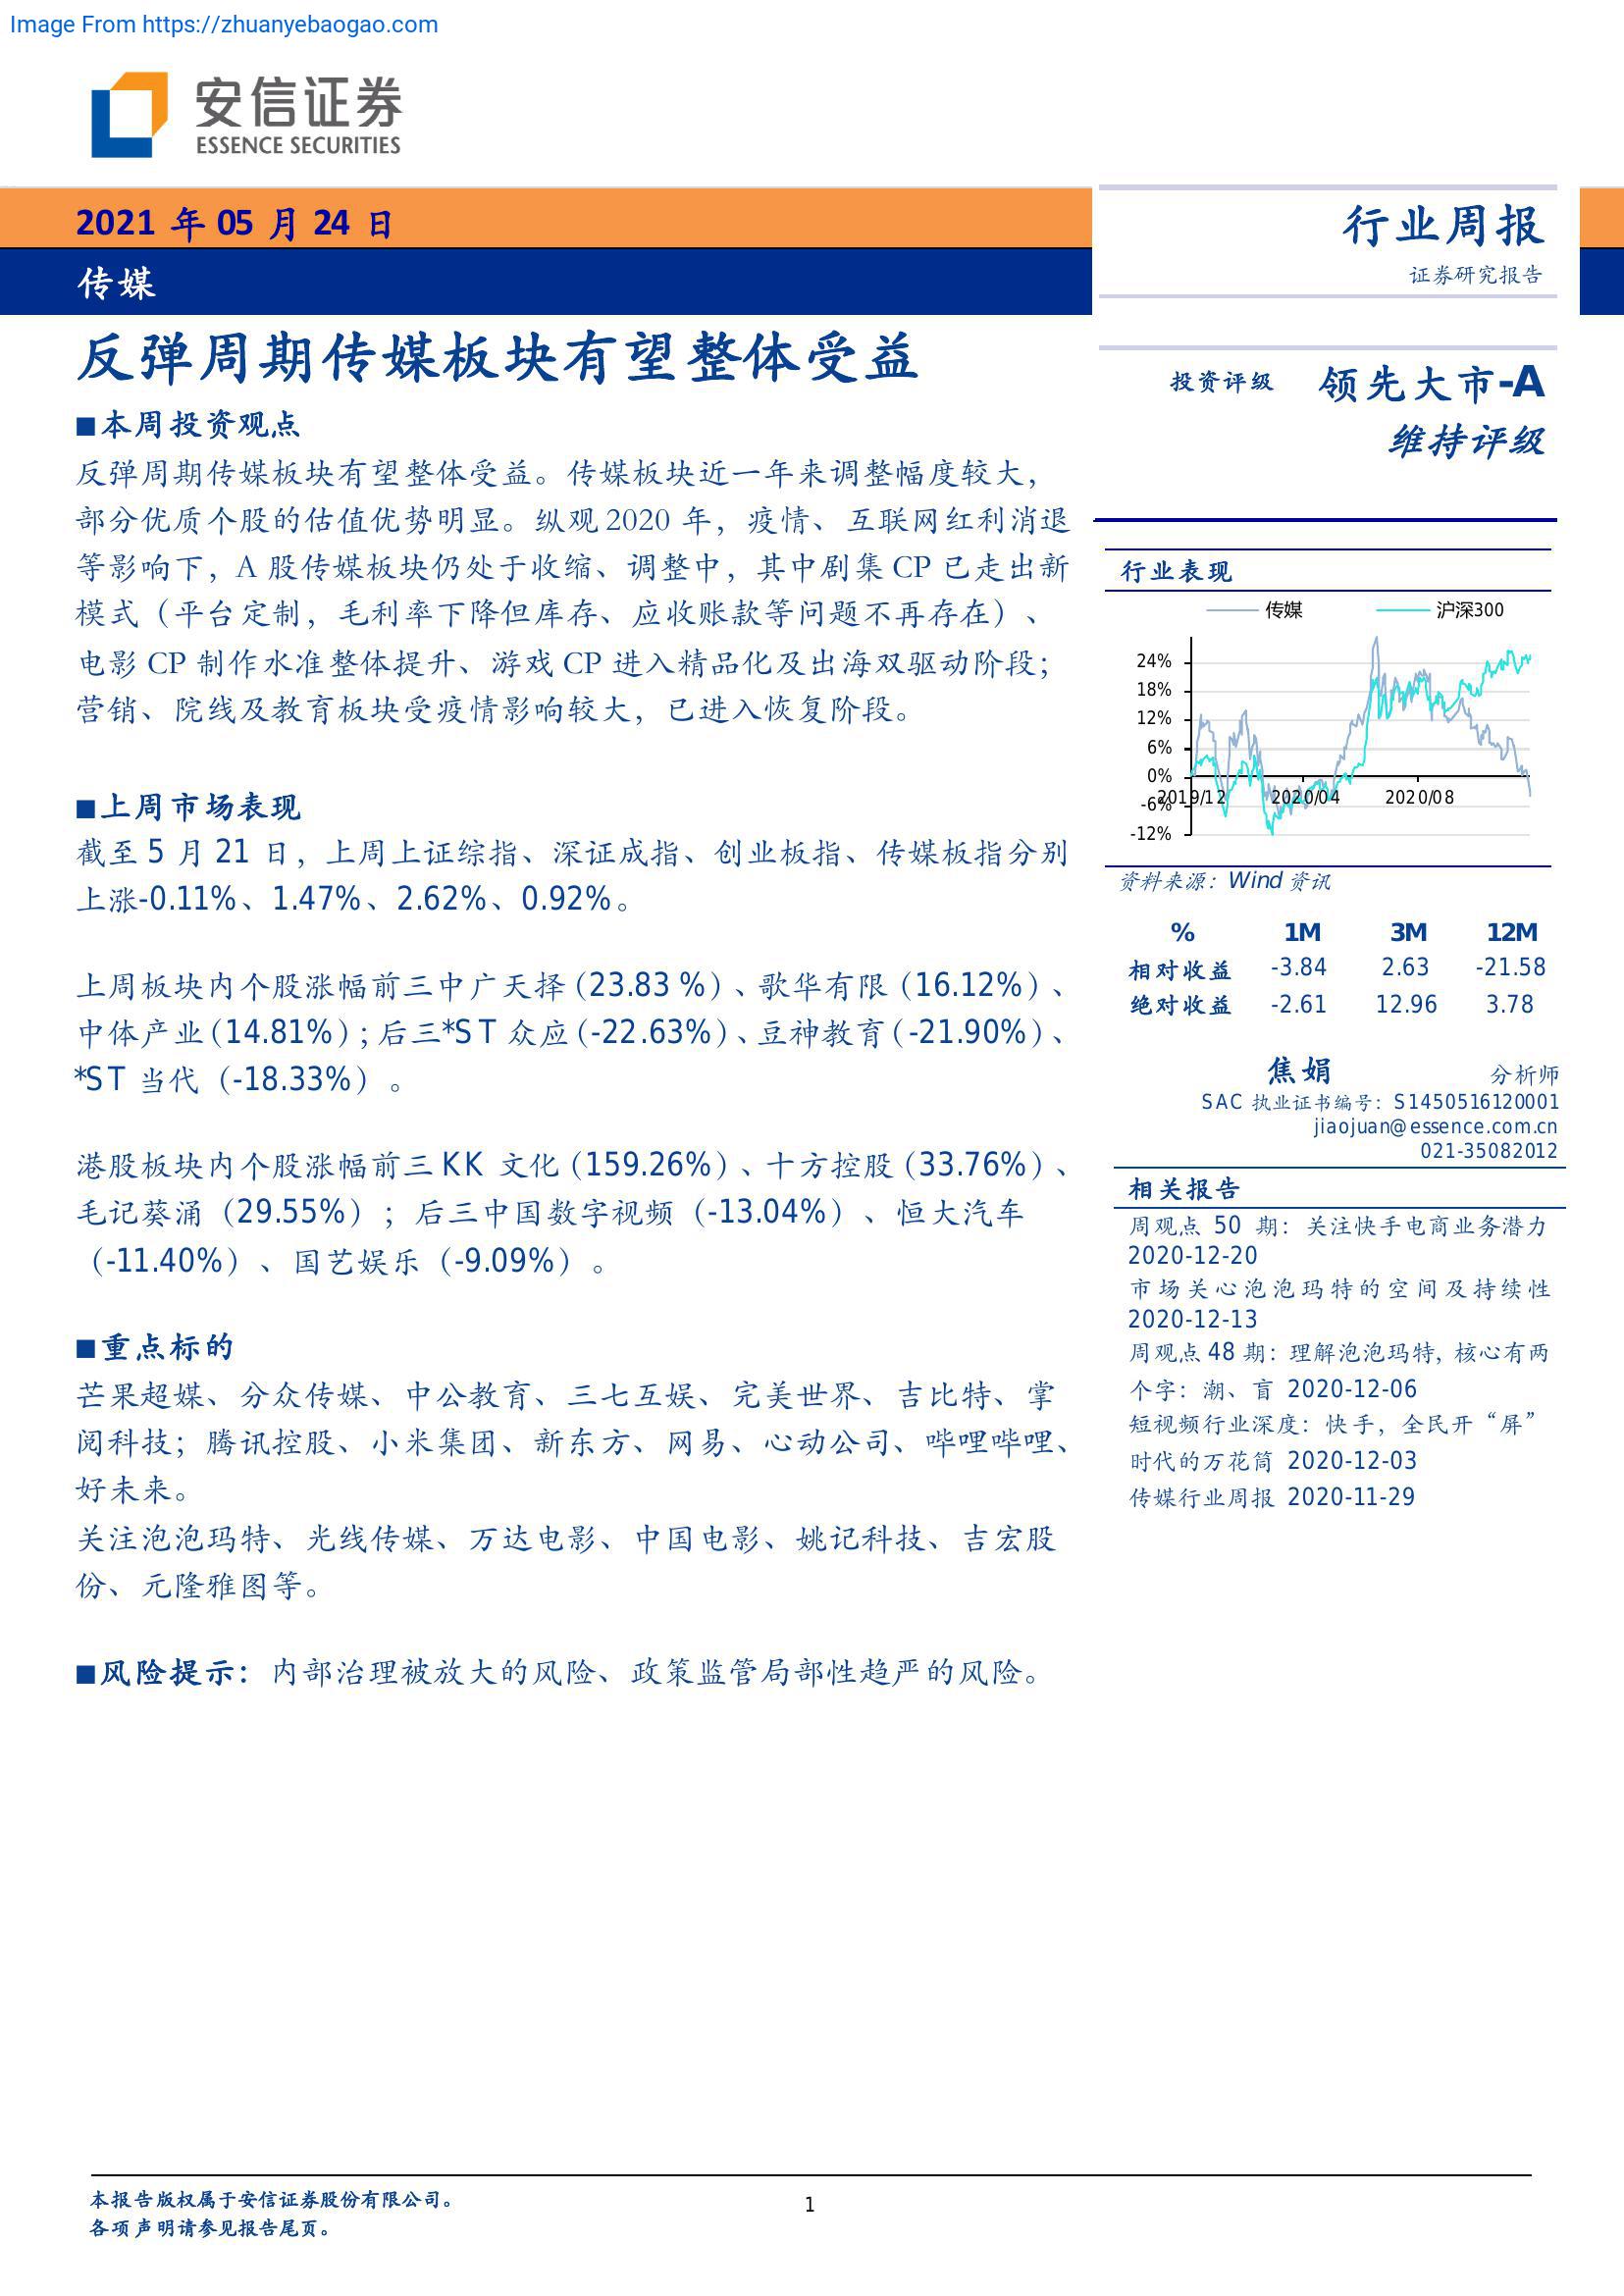 Image From https://zhuanyebaogao.com
安信证券
ESSENCE SECURITIES
2021 年 05 月 24 日
传媒
反弹周期传媒板块有望整体受益
■本周投资观点
反弹周期传媒板块有望整体受益。传媒板块近一年来调整幅度较大，
部分优质个股的估值优势明显。纵观 2020 年，疫情、互联网红利消退
等影响下，A 股传媒板块仍处于收缩、调整中，其中剧集 CP 已走出新
模式（平台定制，毛利率下降但库存、应收账款等问题不再存在）、
电影 CP 制作水准整体提升、游戏 CP 进入精品化及出海双驱动阶段；
营销、院线及教育板块受疫情影响较大，已进入恢复阶段。
■上周市场表现
截至 5 月 21 日，上周上证综指、深证成指、创业板指、传媒板指分别
上涨-0.11%、1.47%、2.62%、0.92%。
上周板块内个股涨幅前三中广天择（23.83 %）、歌华有限（16.12%）、
中体产业（14.81%）；后三*ST 众应（-22.63%）、豆神教育（-21.90%）、
*ST 当代（-18.33%）。
港股板块内个股涨幅前三 KK 文化（159.26%）、十方控股（33.76%）、
毛记葵涌（29.55%）；后三中国数字视频（-13.04%）、恒大汽车
（-11.40%）、国艺娱乐（-9.09%）。
■重点标的
芒果超媒、分众传媒、中公教育、三七互娱、完美世界、吉比特、掌
阅科技；腾讯控股、小米集团、新东方、网易、心动公司、哔哩哔哩、
好未来。
关注泡泡玛特、光线传媒、万达电影、中国电影、姚记科技、吉宏股
份、元隆雅图等。
■风险提示：内部治理被放大的风险、政策监管局部性趋严的风险。
行业周报
证券研究报告
投资评级 领先大市-A
维持评级
行业表现
传媒 沪深300
24%
18%
12%
6%
0%
-6%
-12%
2019/12 2020/04 2020/08
资料来源：Wind 资讯
% 1M 3M 12M
相对收益 -3.84 2.63 -21.58
绝对收益 -2.61 12.96 3.78
焦娟 分析师
SAC 执业证书编号：S1450516120001
jiaojuan@essence.com.cn
021-35082012
相关报告
周观点 50 期：关注快手电商业务潜力
2020-12-20
市场关心泡泡玛特的空间及持续性
2020-12-13
周观点 48 期：理解泡泡玛特，核心有两
个字：潮、盲 2020-12-06
短视频行业深度：快手，全民开“屏”
时代的万花筒 2020-12-03
传媒行业周报 2020-11-29
本报告版权属于安信证券股份有限公司。
各项声明请参见报告尾页。
1